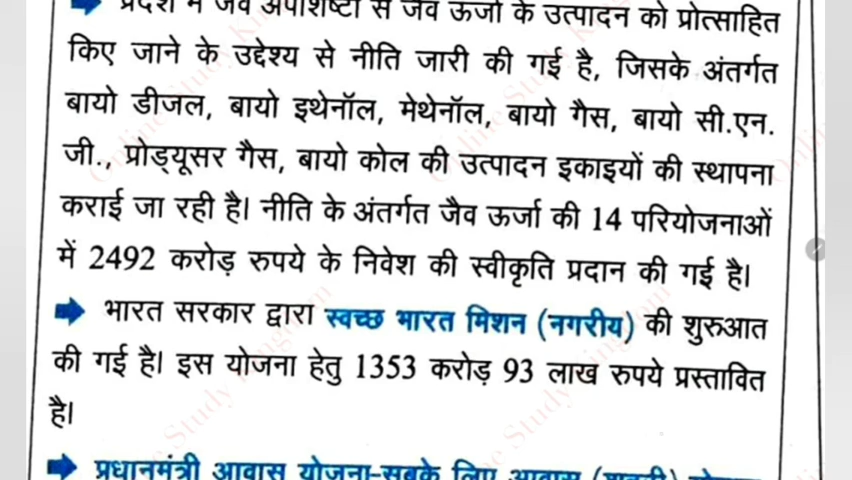 प्रदेश में जैव अपशिष्टों से जैव ऊर्जा के उत्पादन को प्रोत्साहित
किए जाने के उद्देश्य से नीति जारी की गई है, जिसके अंतर्गत
बायो डीजल, बायो इथेनॉल, मेथेनॉल, बायो गैस, बायो सी.एन.
जी., प्रोड्यूसर गैस, बायो कोल की उत्पादन इकाइयों की स्थापना
कराई जा रही है। नीति के अंतर्गत जैव ऊर्जा की 14 परियोजनाओं
में 2492 करोड़ रुपये के निवेश की स्वीकृति प्रदान की गई है।
भारत सरकार द्वारा स्वच्छ भारत मिशन (नगरीय) की शुरुआत
की गई है। इस योजना हेतु 1353 करोड़ 93 लाख रुपये प्रस्तावित
है।
प्रधानमंत्री आवास योजना-सबके लिए आवास